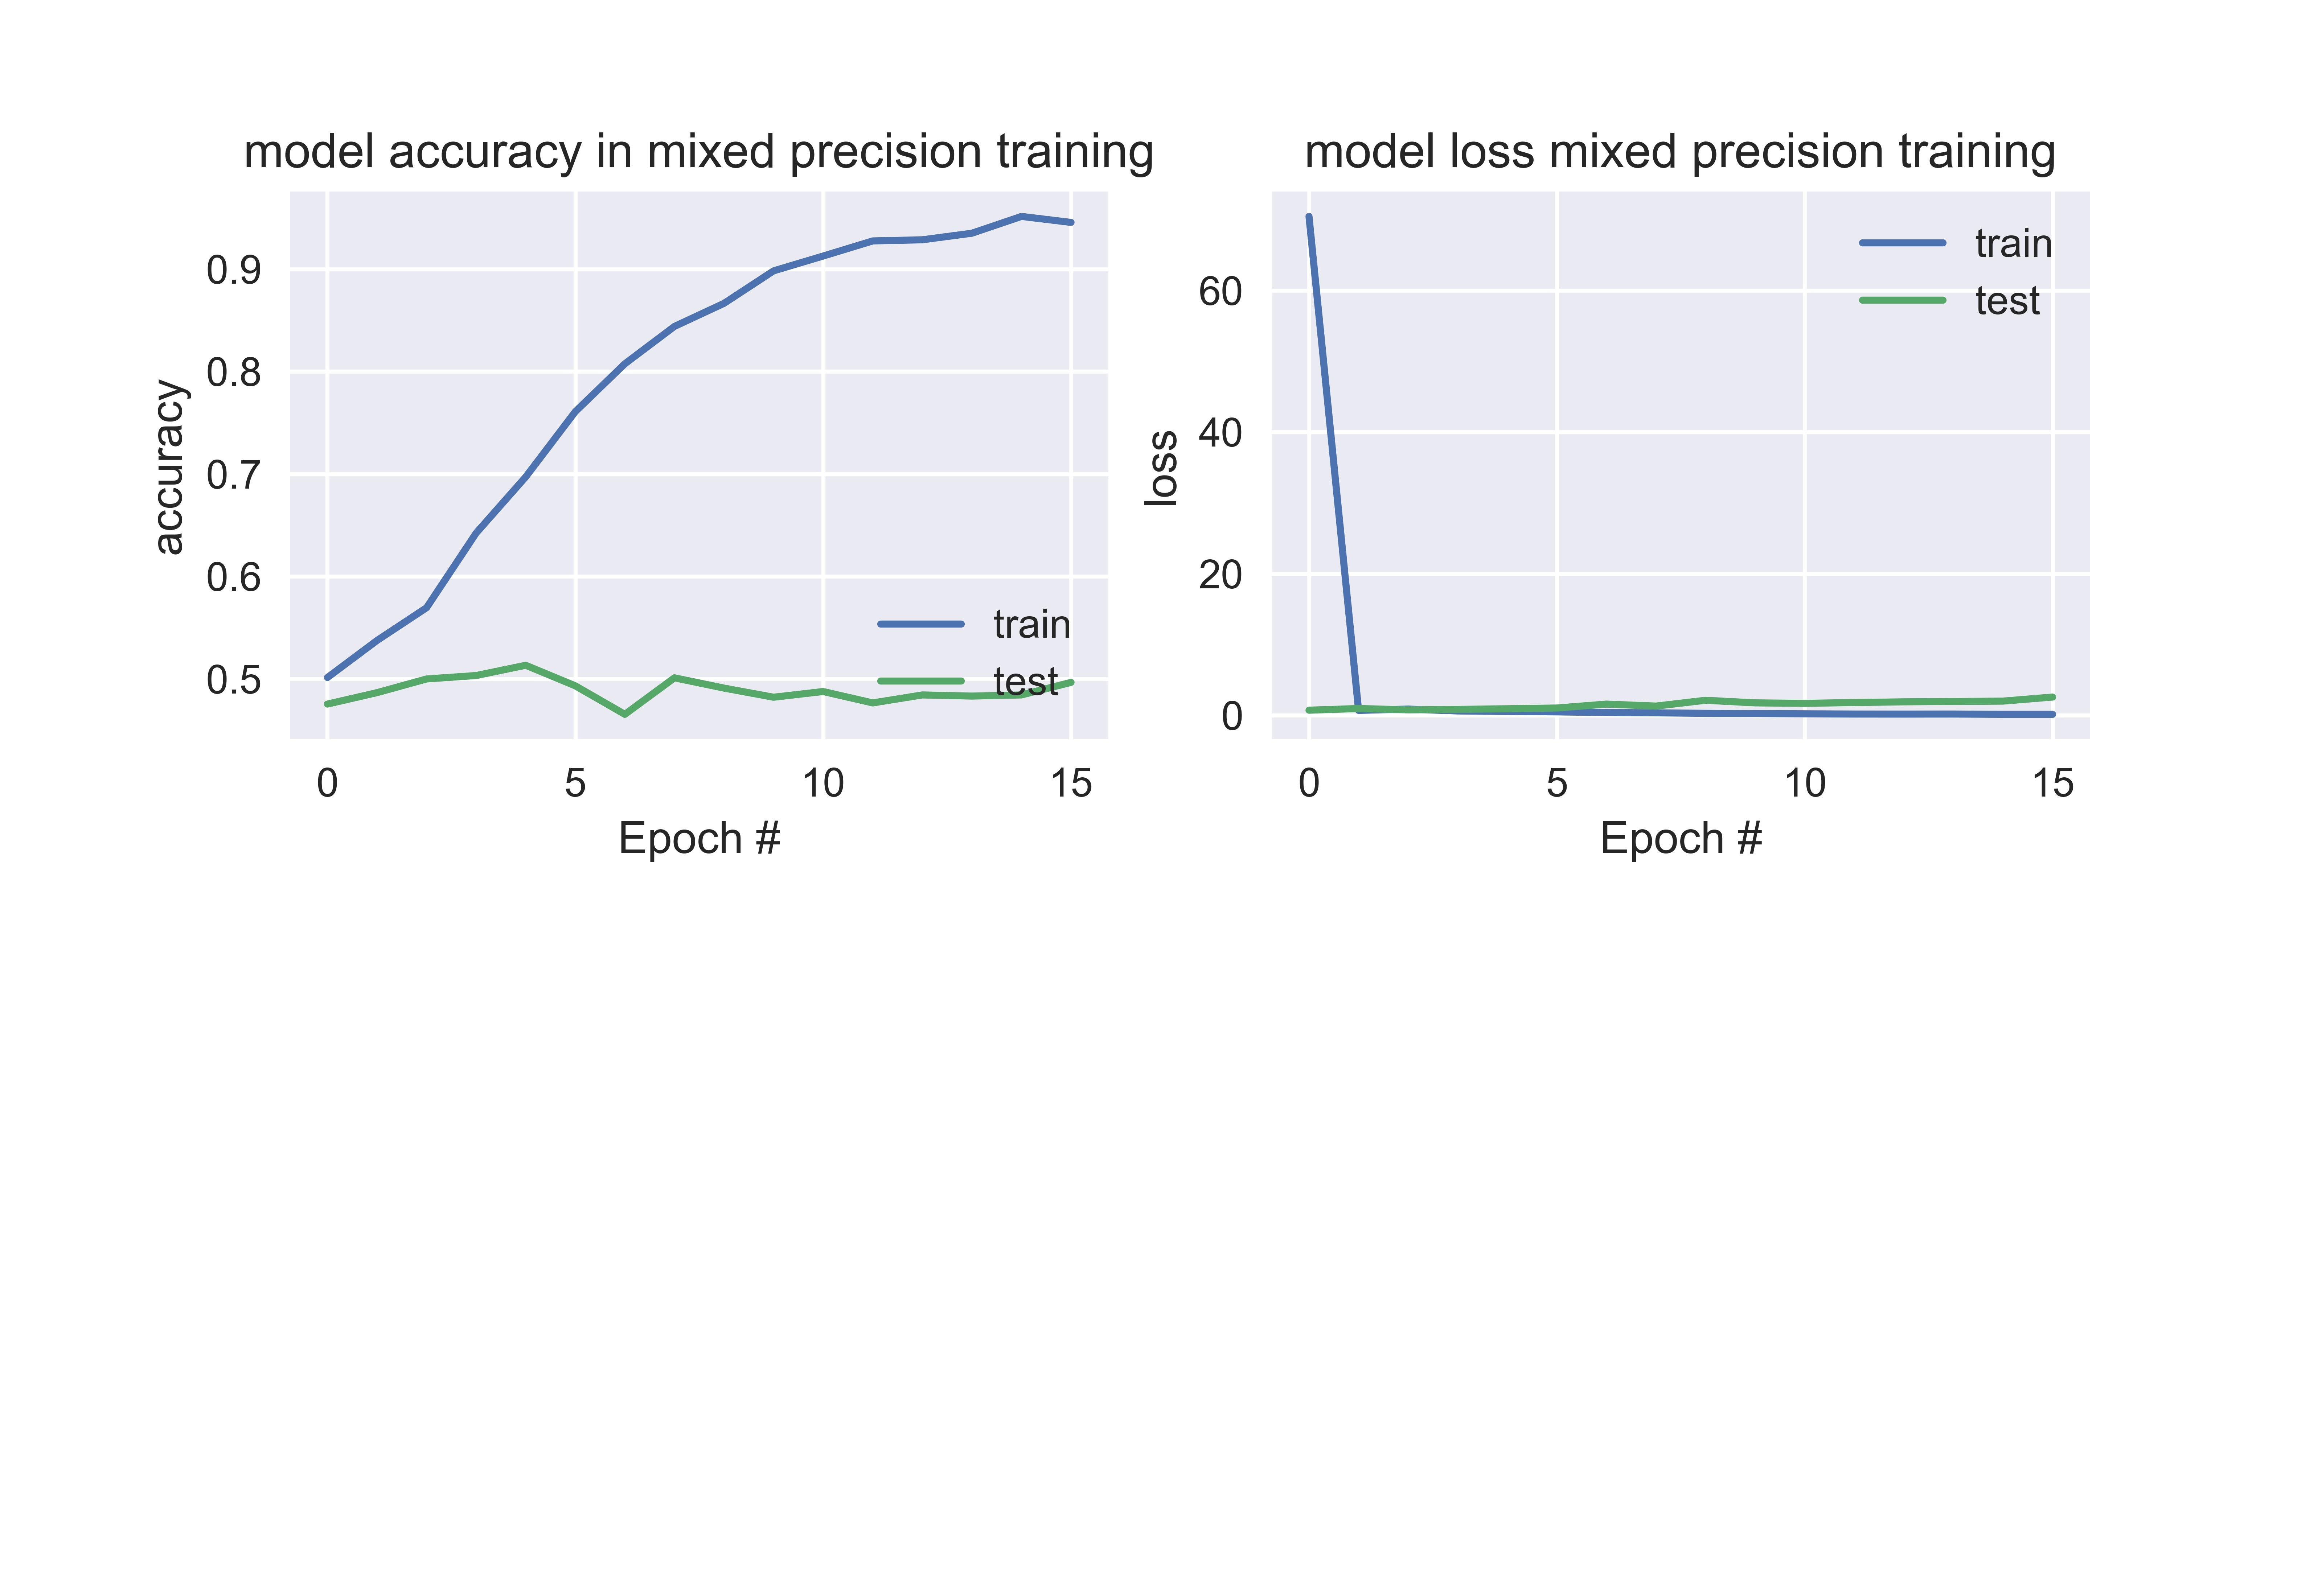 model accuracy in mixed precision training
accuracy
0.9
0.8
0.7
0.6
0.5
train
test
0 5 10 15
Epoch #
model loss mixed precision training
loss
60
40
20
0
train
test
0 5 10 15
Epoch #